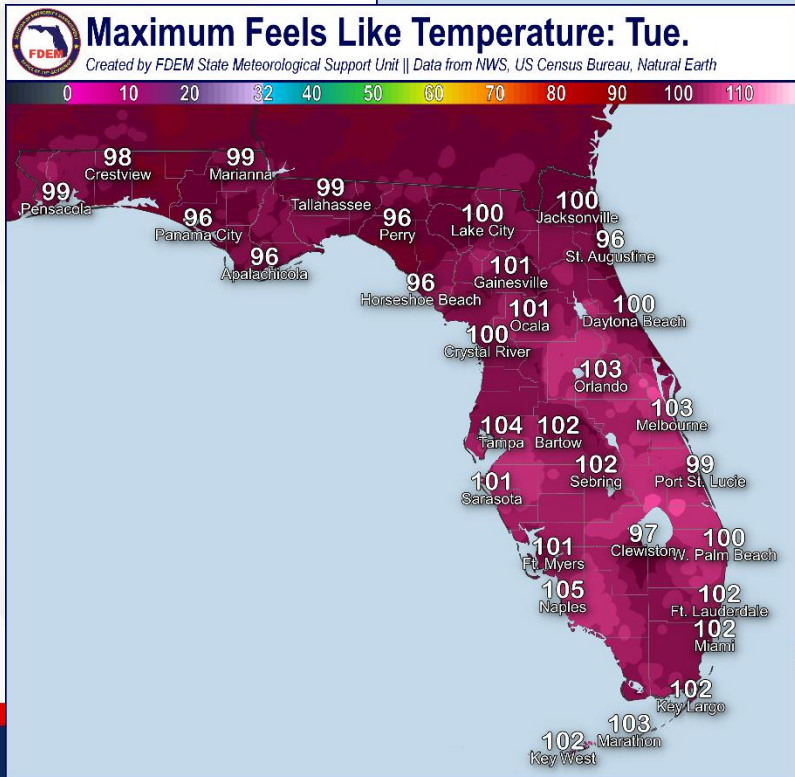 Maximum Feels Like Temperature: Tue.
Created by FDEM State Meteorological Support Unit || Data from NWS, US Census Bureau, Natural Earth
FDEM
0 10 20 32 40 50 60 70 80 90 100 110
98
Crestview
99
Marianna
99
Pensacola
99
Tallahassee
96
Panama City
96
Perry
100
Lake City
100
Jacksonville
96
St. Augustine
96
Apalachicola
101
Gainesville
96
Horseshoe Beach
101
Ocala
100
Daytona Beach
100
Crystal River
103
Orlando
103
Melbourne
104
Tampa
102
Bartow
102
Sebring
99
Port St. Lucie
101
Sarasota
97
Clewiston
100
W. Palm Beach
101
Ft. Myers
105
Naples
102
Ft. Lauderdale
102
Miami
102
Key Largo
103
Marathon
102
Key West